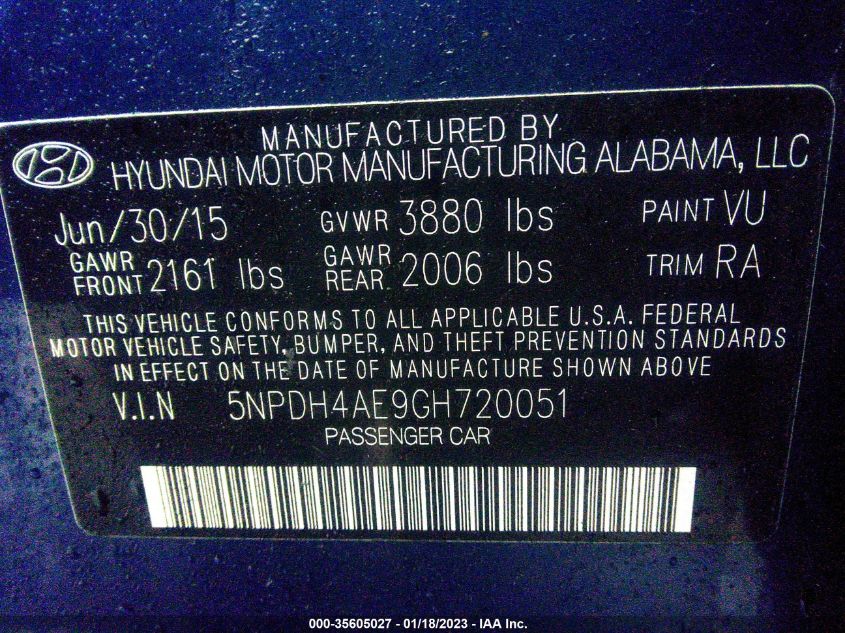 MANUFACTURED BY
HYUNDAI MOTOR MANUFACTURING ALABAMA, LLC
Jun/30/15 GVWR 3880 lbs PAINT VU
GAWR FRONT 2161 lbs GAWR REAR 2006 lbs TRIM RA
THIS VEHICLE CONFORMS TO ALL APPLICABLE U.S.A. FEDERAL
MOTOR VEHICLE SAFETY, BUMPER, AND THEFT PREVENTION STANDARDS
IN EFFECT ON THE DATE OF MANUFACTURE SHOWN ABOVE
V.I.N 5NPDH4AE9GH720051
PASSENGER CAR
000-35605027 - 01/18/2023 - IAA Inc.